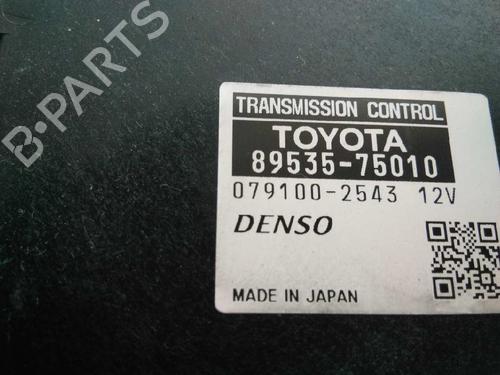 B-PARTS
TRANSMISSION CONTROL
TOYOTA
89535-75010
079100-2543 12V
DENSO
MADE IN JAPAN